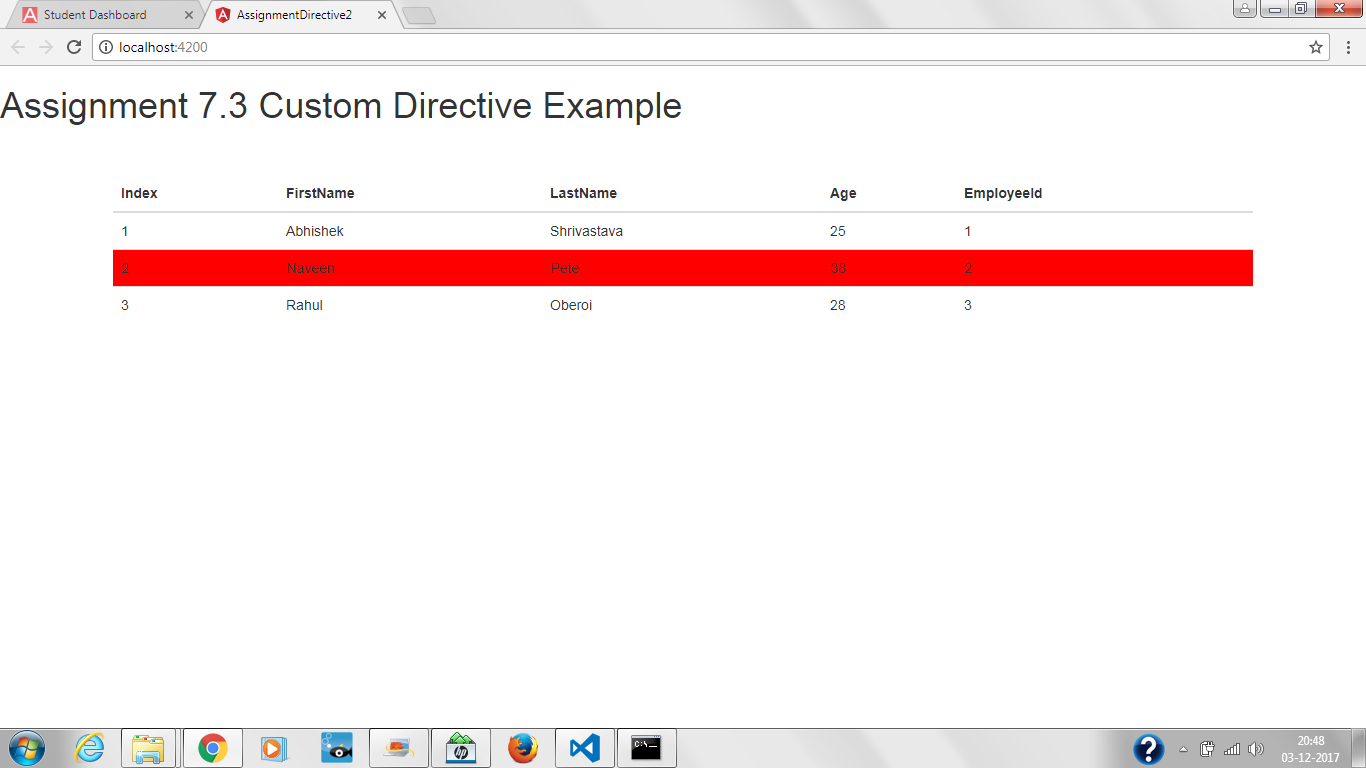 Student Dashboard
AssignmentDirective2
localhost:4200
Assignment 7.3 Custom Directive Example
Index FirstName LastName Age EmployeeId
1 Abhishek Shrivastava 25 1
2 Naveen Pete 38 2
3 Rahul Oberoi 28 3
hp
C:\._
?
20:48
03-12-2017